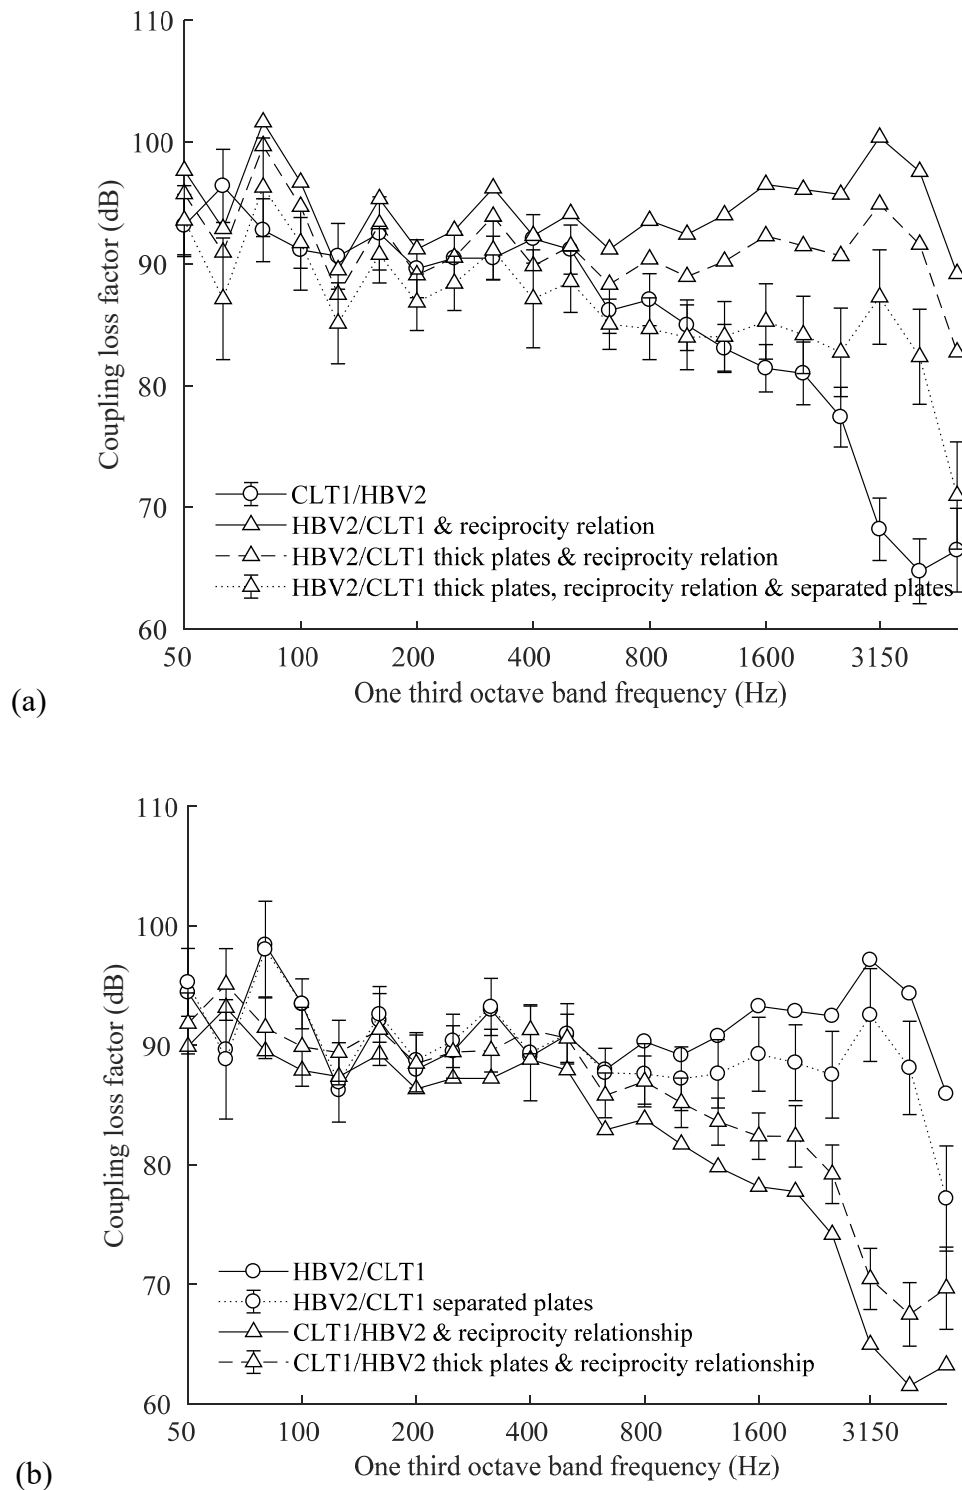 110
100
90
80
70
60
Coupling loss factor (dB)
CLT1/HBV2
HBV2/CLT1 & reciprocity relation
HBV2/CLT1 thick plates & reciprocity relation
HBV2/CLT1 thick plates, reciprocity relation & separated plates
50 100 200 400 800 1600 3150
One third octave band frequency (Hz)
(a)
110
100
90
80
70
60
Coupling loss factor (dB)
HBV2/CLT1
HBV2/CLT1 separated plates
CLT1/HBV2 & reciprocity relationship
CLT1/HBV2 thick plates & reciprocity relationship
50 100 200 400 800 1600 3150
One third octave band frequency (Hz)
(b)